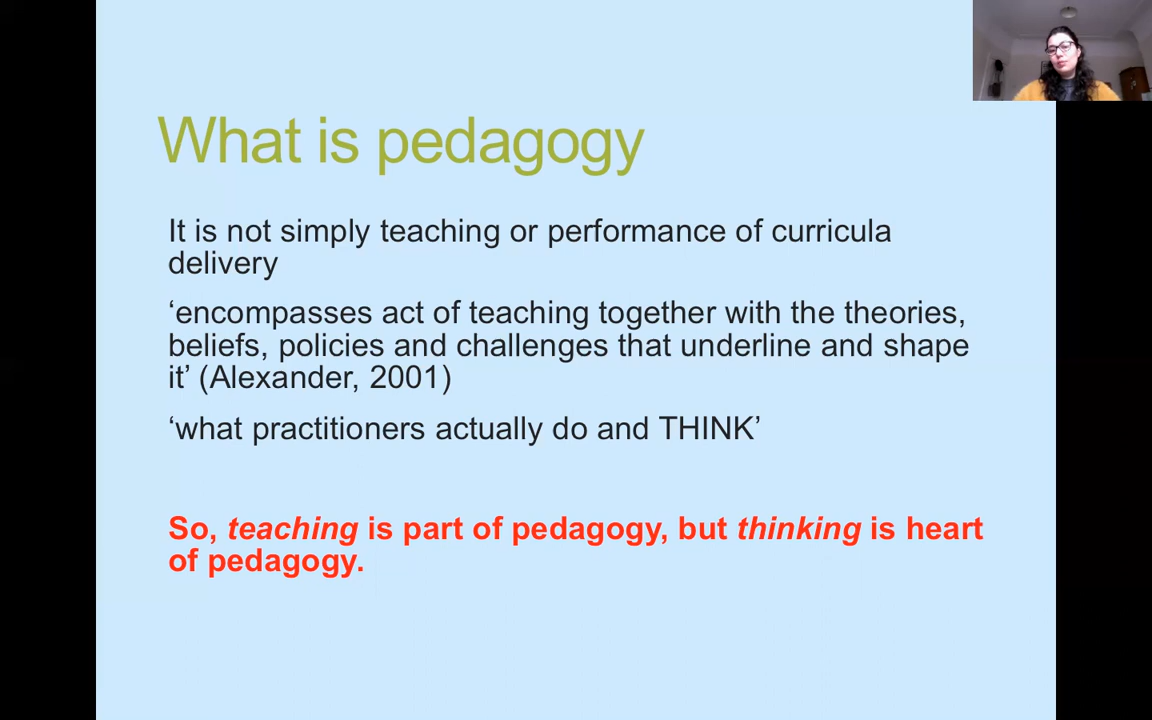 What is pedagogy
It is not simply teaching or performance of curricula
delivery
‘encompasses act of teaching together with the theories,
beliefs, policies and challenges that underline and shape
it’ (Alexander, 2001)
‘what practitioners actually do and THINK’
So, teaching is part of pedagogy, but thinking is heart
of pedagogy.